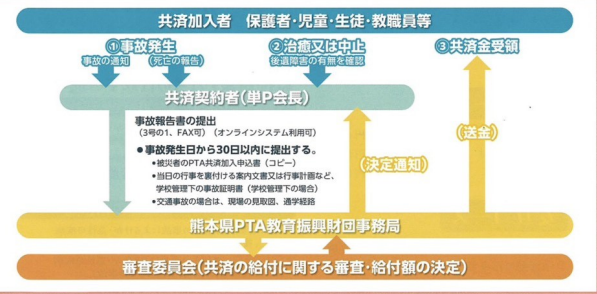 共済加入者 保護者・児童・生徒・教職員等
①事故発生
事故の通知 (死亡の報告)
②治癒又は中止
後遺障害の有無を確認
③共済金受領
共済契約者(単P会長)
事故報告書の提出
(3号の1、FAX可)(オンラインシステム利用可)
●事故発生日から30日以内に提出する。
•被災者のPTA共済加入申込書(コピー)
•当日の行事を裏付ける案内文書又は行事計画など、
学校管理下の事故証明書(学校管理下の場合)
•交通事故の場合は、現場の見取図、通学経路
(決定通知)
(送金)
熊本県PTA教育振興財団事務局
審査委員会(共済の給付に関する審査・給付額の決定)